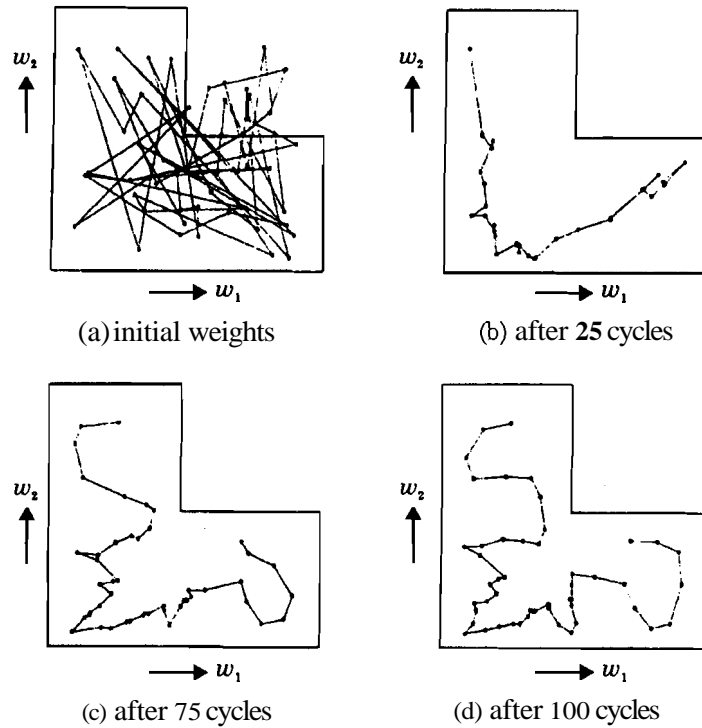 w₂
w₁
(a) initial weights
w₂
w₁
(b) after 25 cycles
w₂
w₁
(c) after 75 cycles
w₂
w₁
(d) after 100 cycles